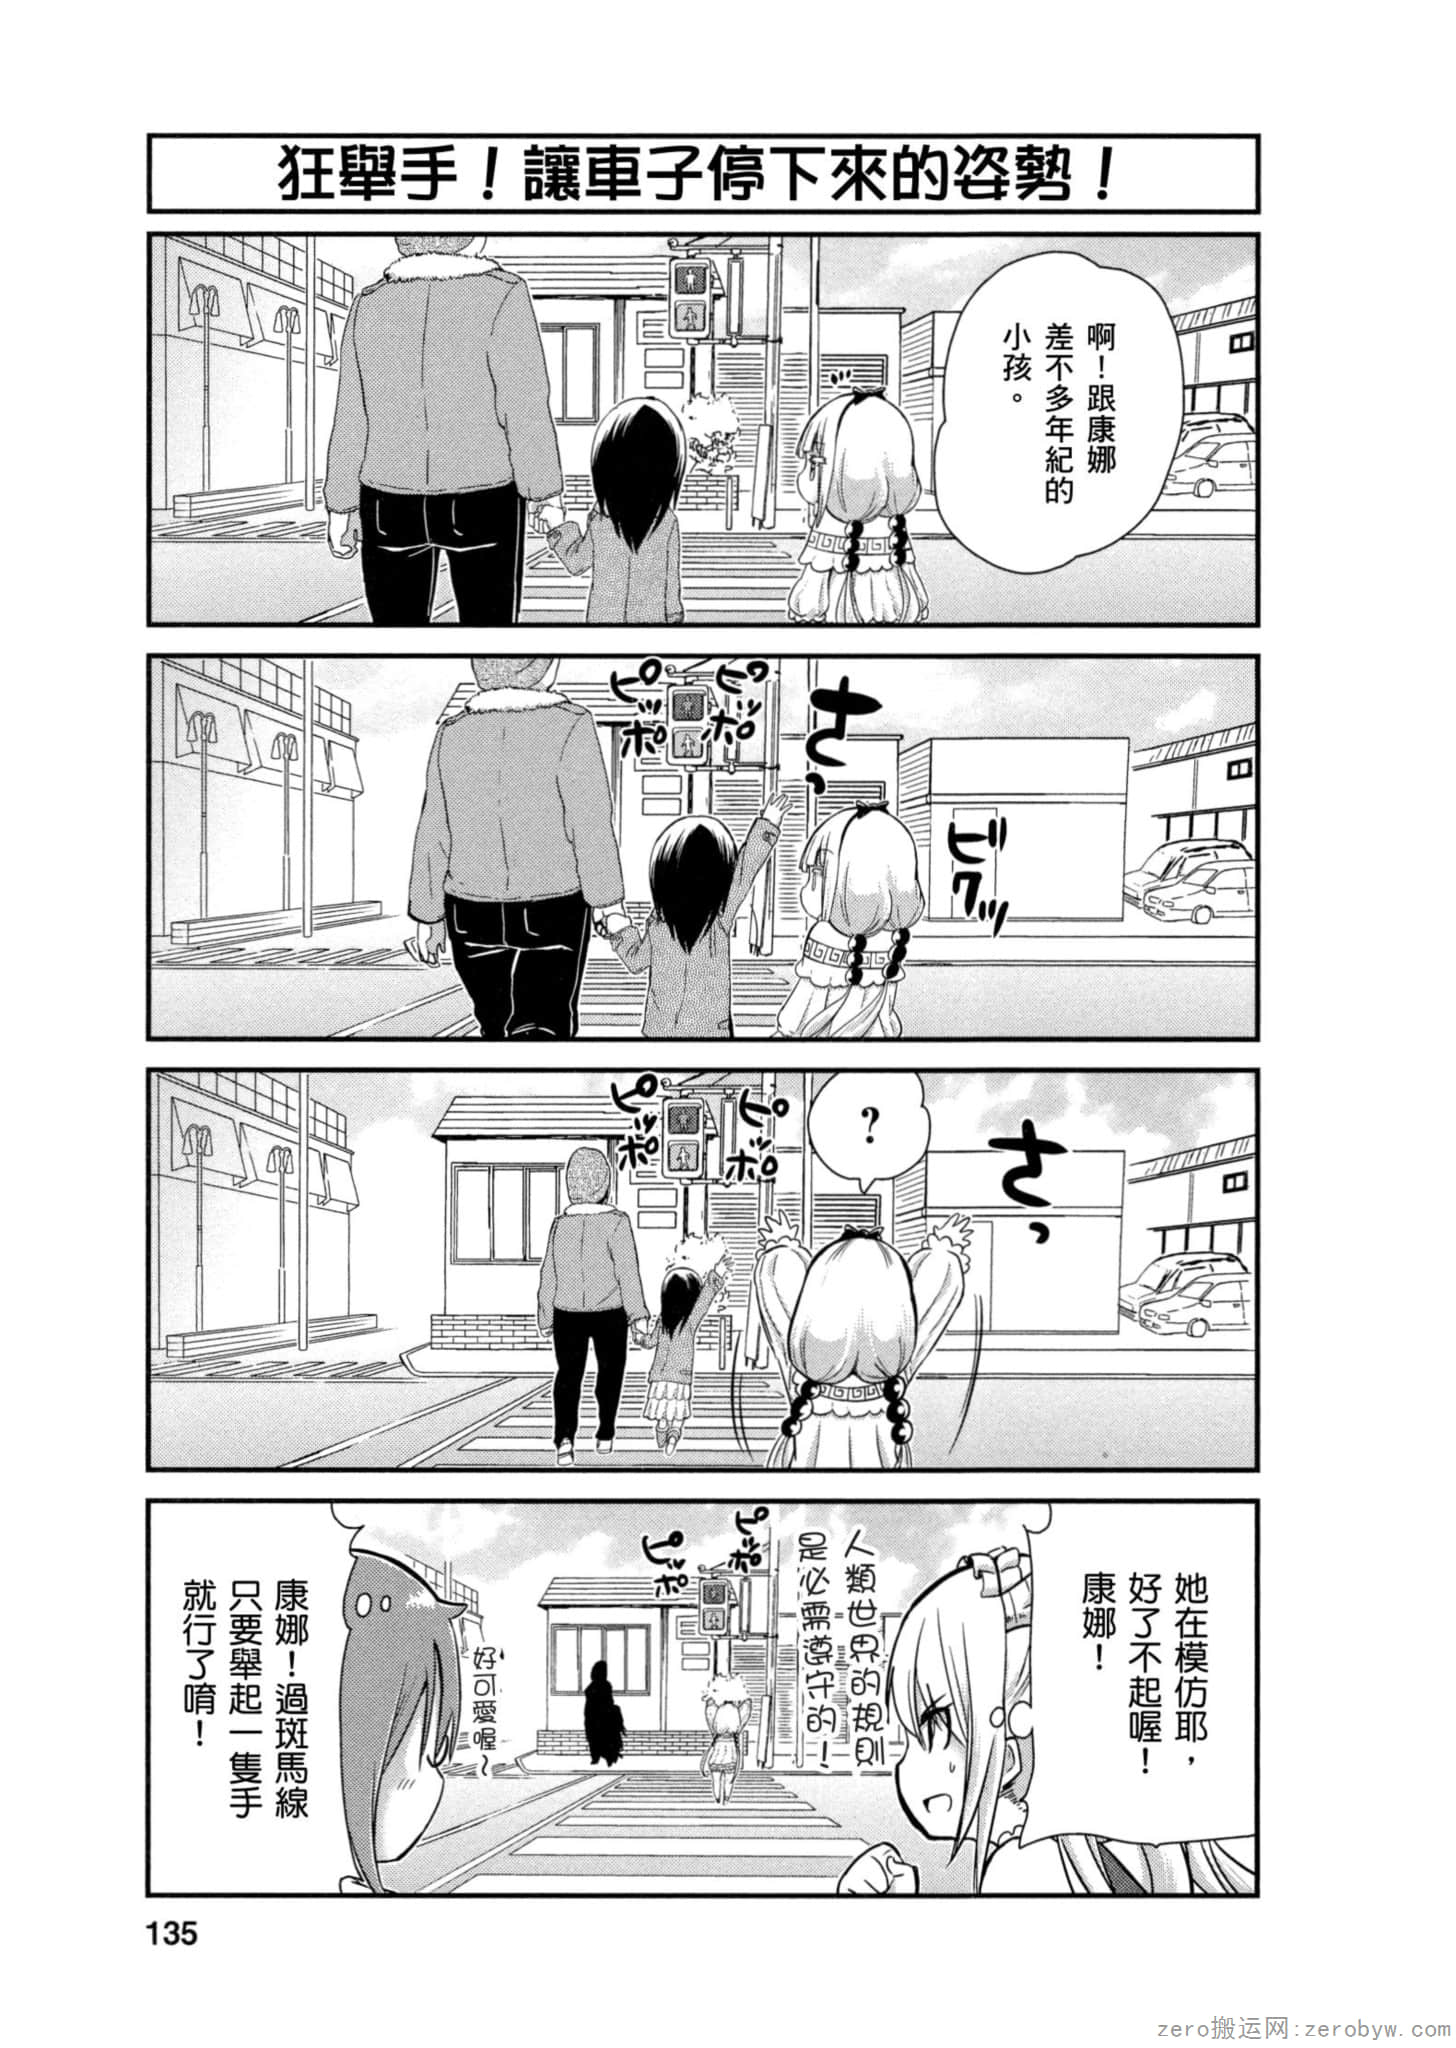 狂舉手！讓車子停下來的姿勢！
啊！跟康娜
差不多年紀的
小孩。
さっ
ピッポ
ピッポ
ビクッ
？
さっ
ピッポ
ピッポ
她在模仿耶，
好了不起喔！
康娜！
人類世界的規則
是必需遵守的！
ピッポ
ピッポ
好可愛喔～
康娜！過斑馬線
只要舉起一隻手
就行了唷！
135
zero搬运网:zerobyw.com